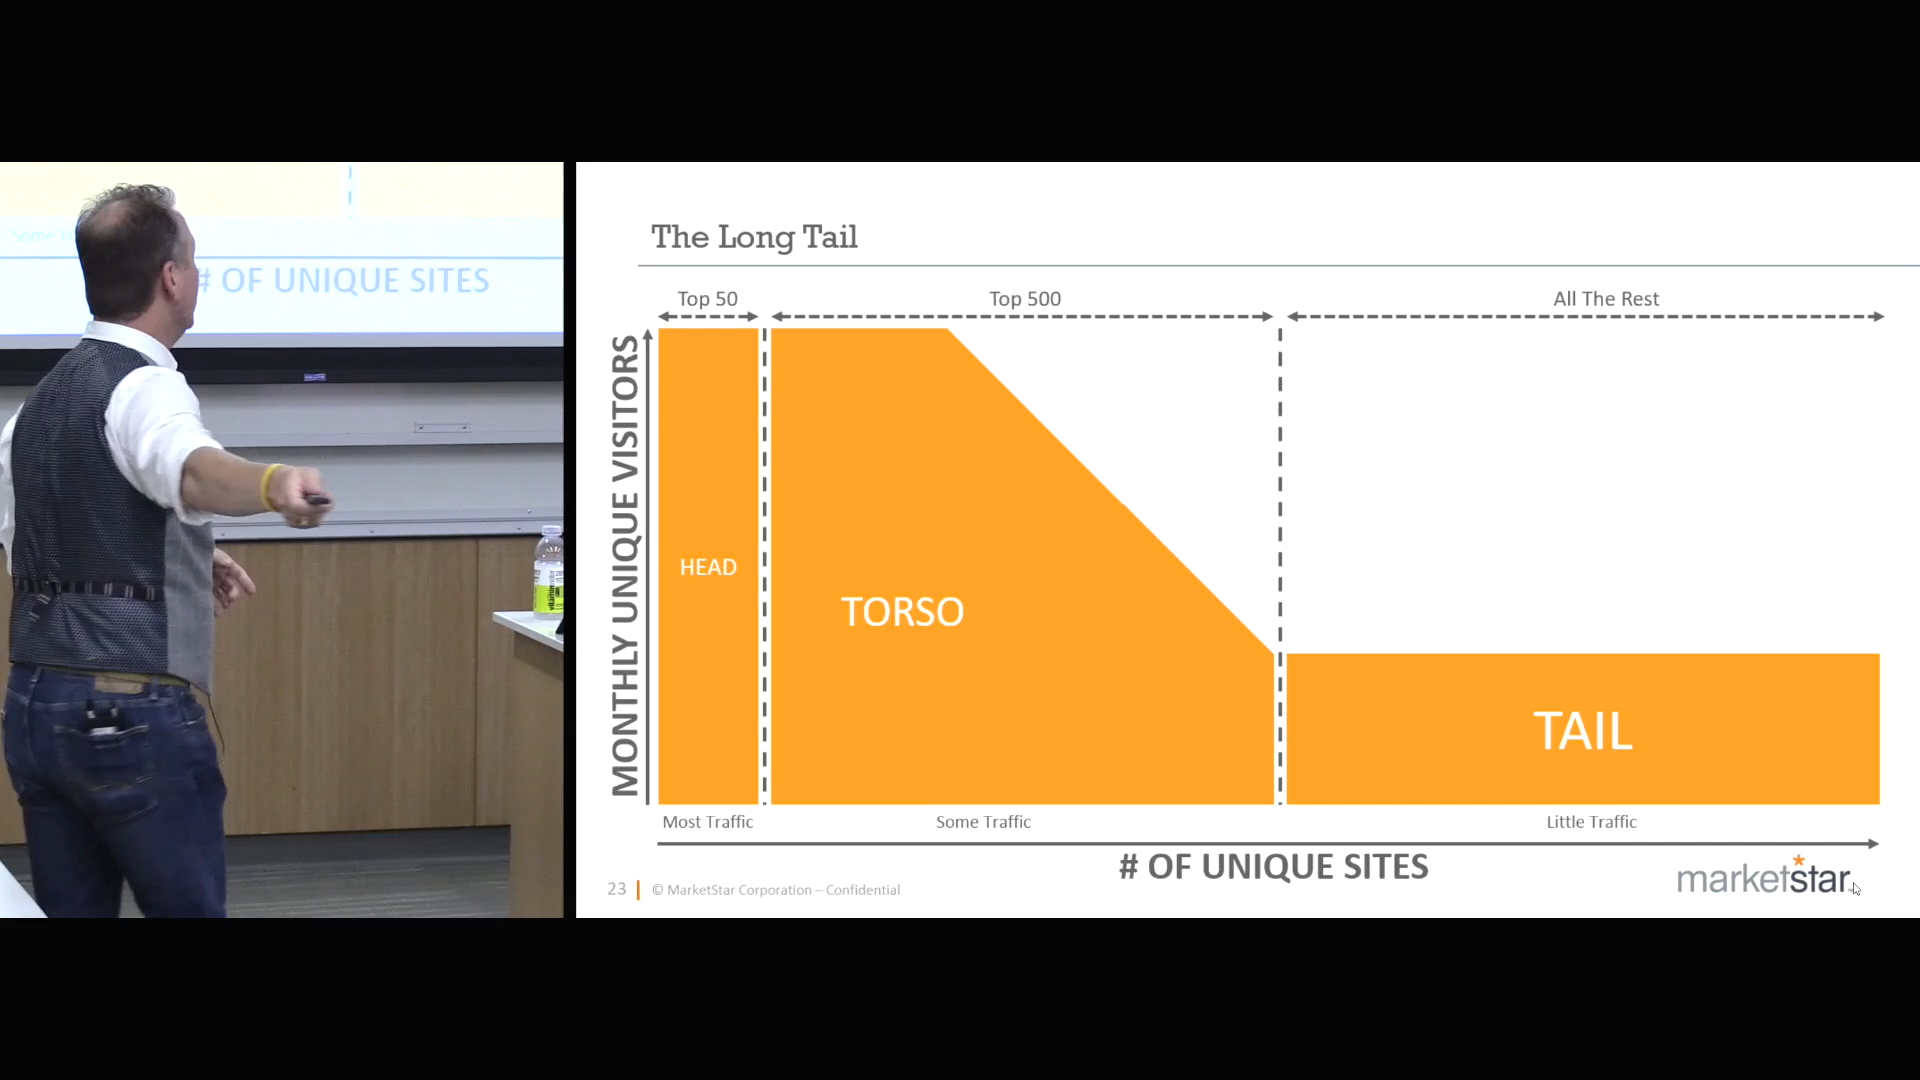 Some
# OF UNIQUE SITES
The Long Tail
Top 50
Top 500
All The Rest
MONTHLY UNIQUE VISITORS
HEAD
TORSO
TAIL
Most Traffic
Some Traffic
Little Traffic
# OF UNIQUE SITES
23
© MarketStar Corporation – Confidential
marketstar